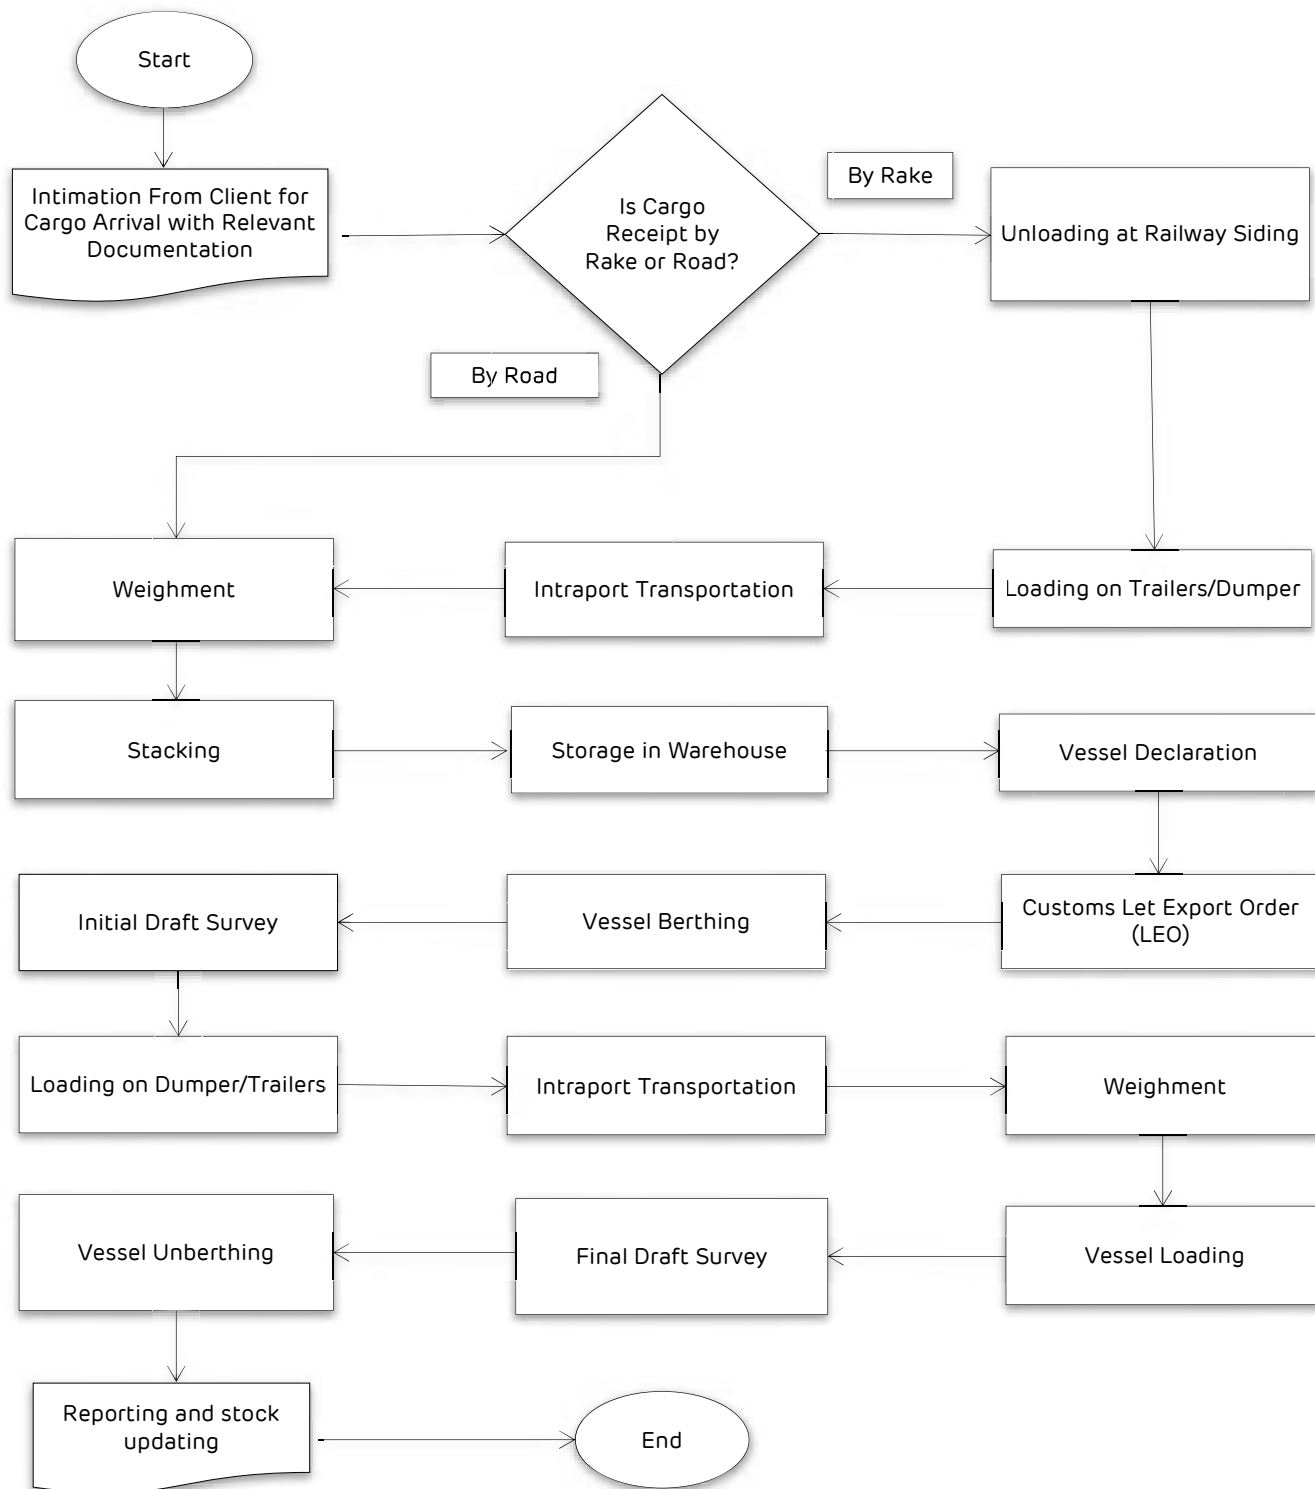 Start
Intimation From Client for
Cargo Arrival with Relevant
Documentation
Is Cargo
Receipt by
Rake or Road?
By Rake
Unloading at Railway Siding
By Road
Weighment
Intraport Transportation
Loading on Trailers/Dumper
Stacking
Storage in Warehouse
Vessel Declaration
Initial Draft Survey
Vessel Berthing
Customs Let Export Order
(LEO)
Loading on Dumper/Trailers
Intraport Transportation
Weighment
Vessel Unberthing
Final Draft Survey
Vessel Loading
Reporting and stock
updating
End